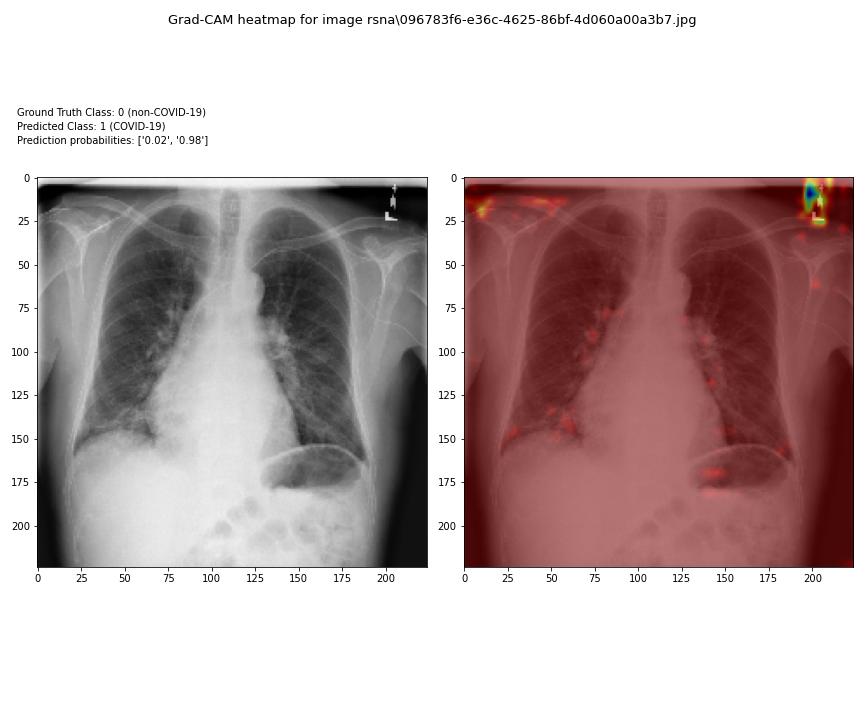 Grad-CAM heatmap for image rsna\096783f6-e36c-4625-86bf-4d060a00a3b7.jpg
Ground Truth Class: 0 (non-COVID-19)
Predicted Class: 1 (COVID-19)
Prediction probabilities: ['0.02', '0.98']
0
25
50
75
100
125
150
175
200
0 25 50 75 100 125 150 175 200
0
25
50
75
100
125
150
175
200
0 25 50 75 100 125 150 175 200
L